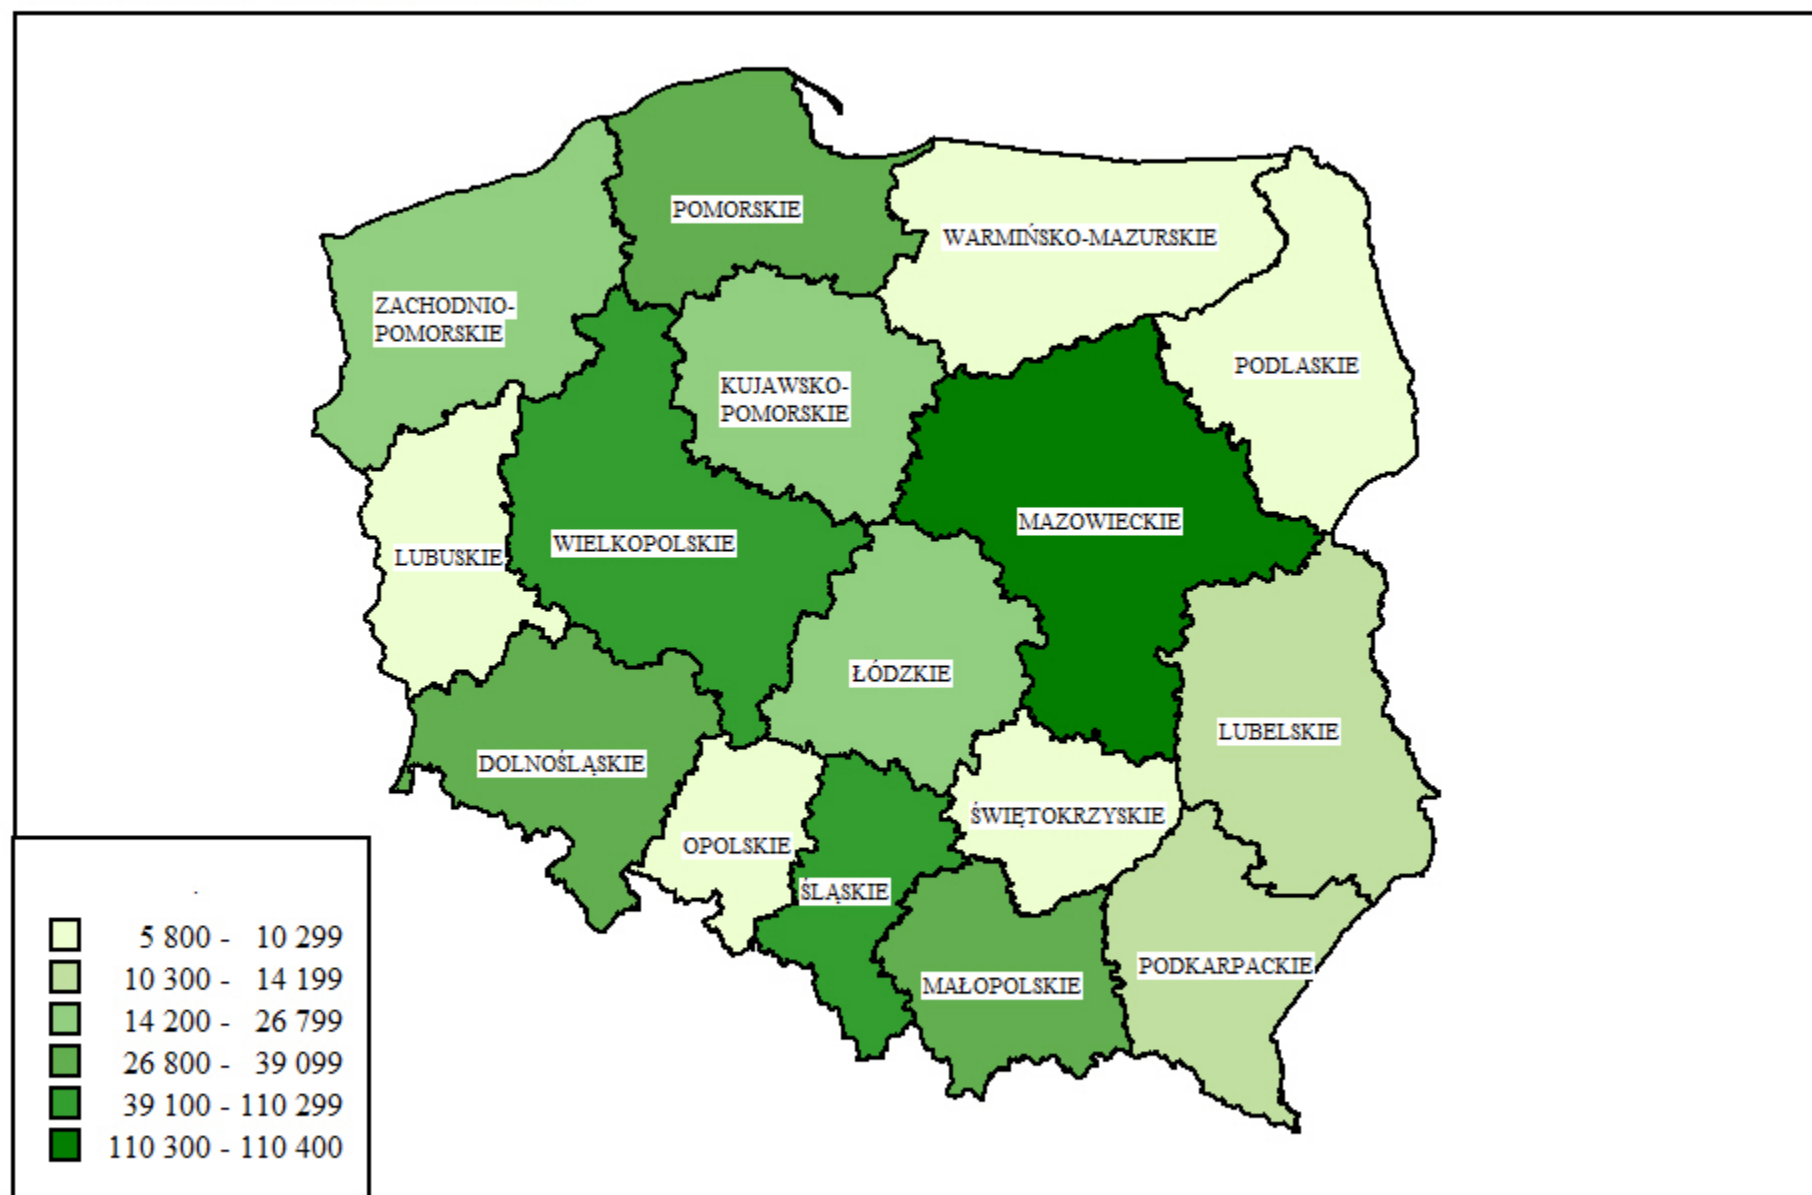 POMORSKIE
WARMIŃSKO-MAZURSKIE
ZACHODNIO-
POMORSKIE
PODLASKIE
KUJAWSKO-
POMORSKIE
MAZOWIECKIE
WIELKOPOLSKIE
LUBUSKIE
ŁÓDZKIE
LUBELSKIE
DOLNOŚLĄSKIE
ŚWIĘTOKRZYSKIE
OPOLSKIE
ŚLĄSKIE
PODKARPACKIE
MAŁOPOLSKIE
.
5 800 - 10 299
10 300 - 14 199
14 200 - 26 799
26 800 - 39 099
39 100 - 110 299
110 300 - 110 400